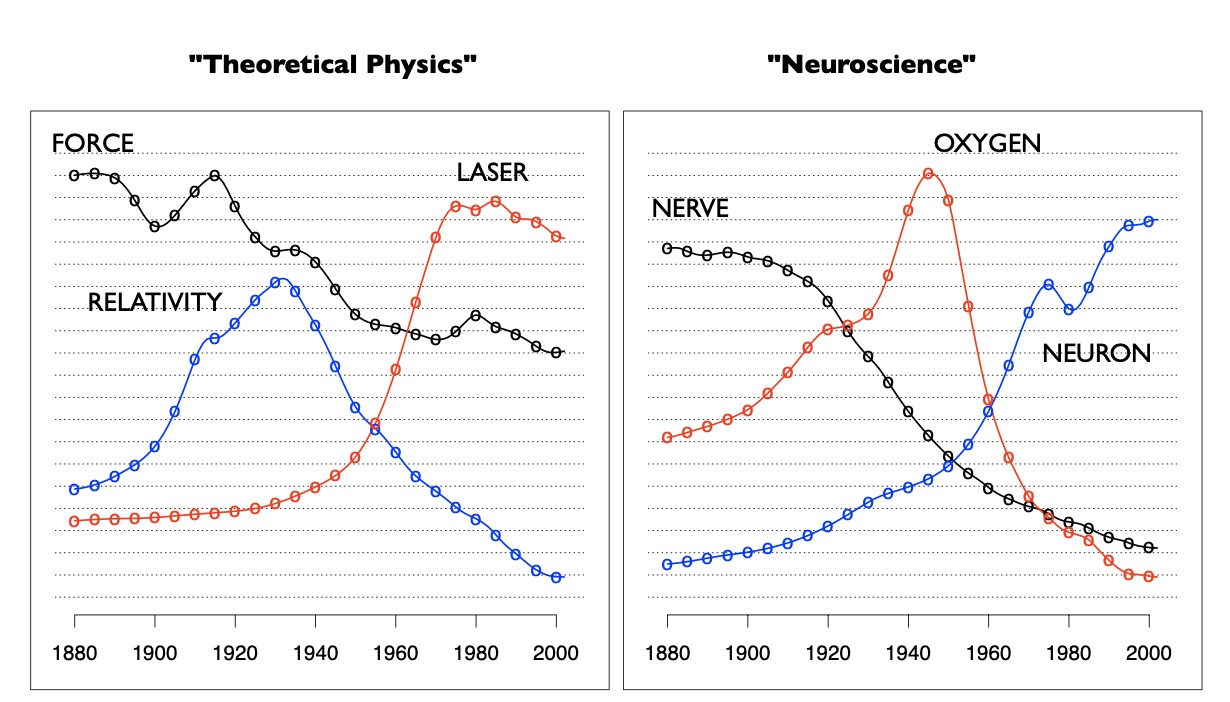 "Theoretical Physics"
"Neuroscience"
FORCE
LASER
RELATIVITY
1880 1900 1920 1940 1960 1980 2000
OXYGEN
NERVE
NEURON
1880 1900 1920 1940 1960 1980 2000